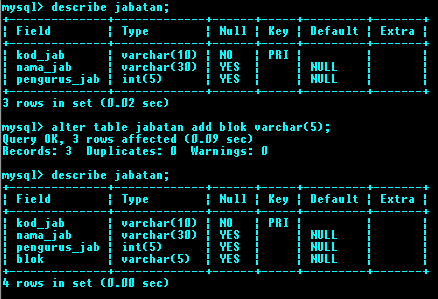 mysql> describe jabatan;
+--------------+-------------+------+-----+---------+-------+
| Field        | Type        | Null | Key | Default | Extra |
+--------------+-------------+------+-----+---------+-------+
| kod_jab      | varchar(10) | NO   | PRI |         |       |
| nama_jab     | varchar(30) | YES  |     | NULL    |       |
| pengurus_jab | int(5)      | YES  |     | NULL    |       |
+--------------+-------------+------+-----+---------+-------+
3 rows in set (0.02 sec)
mysql> alter table jabatan add blok varchar(5);
Query OK, 3 rows affected (0.09 sec)
Records: 3  Duplicates: 0  Warnings: 0
mysql> describe jabatan;
+--------------+-------------+------+-----+---------+-------+
| Field        | Type        | Null | Key | Default | Extra |
+--------------+-------------+------+-----+---------+-------+
| kod_jab      | varchar(10) | NO   | PRI |         |       |
| nama_jab     | varchar(30) | YES  |     | NULL    |       |
| pengurus_jab | int(5)      | YES  |     | NULL    |       |
| blok         | varchar(5)  | YES  |     | NULL    |       |
+--------------+-------------+------+-----+---------+-------+
4 rows in set (0.00 sec)